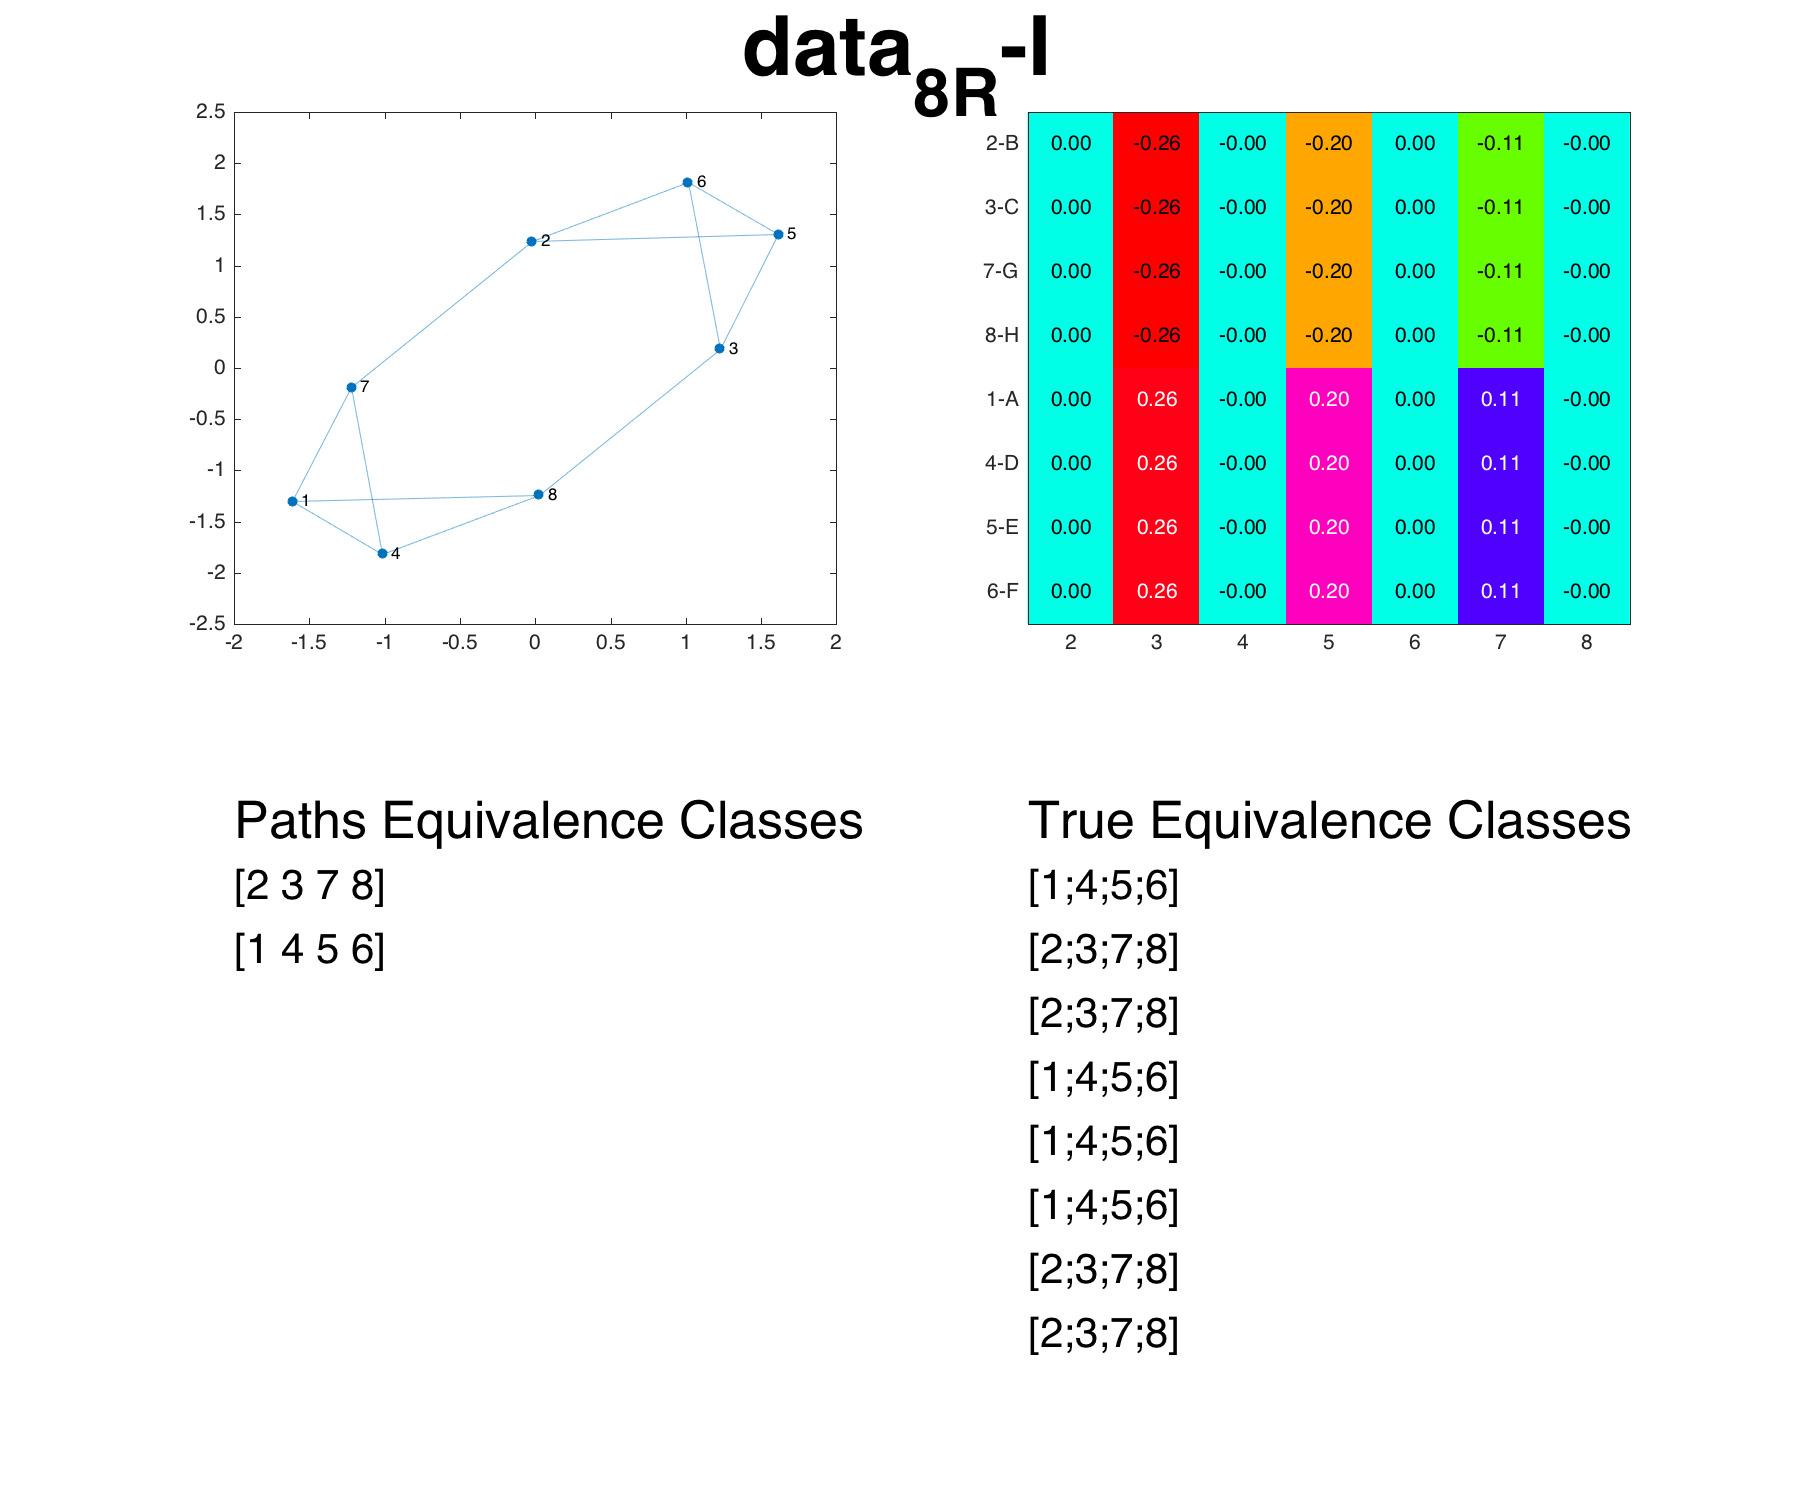 data8R-I
2.5
2
1.5
1
0.5
0
-0.5
-1
-1.5
-2
-2.5
-2 -1.5 -1 -0.5 0 0.5 1 1.5 2
6
5
2
3
7
1
8
4
2-B 0.00 -0.26 -0.00 -0.20 0.00 -0.11 -0.00
3-C 0.00 -0.26 -0.00 -0.20 0.00 -0.11 -0.00
7-G 0.00 -0.26 -0.00 -0.20 0.00 -0.11 -0.00
8-H 0.00 -0.26 -0.00 -0.20 0.00 -0.11 -0.00
1-A 0.00 0.26 -0.00 0.20 0.00 0.11 -0.00
4-D 0.00 0.26 -0.00 0.20 0.00 0.11 -0.00
5-E 0.00 0.26 -0.00 0.20 0.00 0.11 -0.00
6-F 0.00 0.26 -0.00 0.20 0.00 0.11 -0.00
2 3 4 5 6 7 8
Paths Equivalence Classes
[2 3 7 8]
[1 4 5 6]
True Equivalence Classes
[1;4;5;6]
[2;3;7;8]
[2;3;7;8]
[1;4;5;6]
[1;4;5;6]
[1;4;5;6]
[2;3;7;8]
[2;3;7;8]